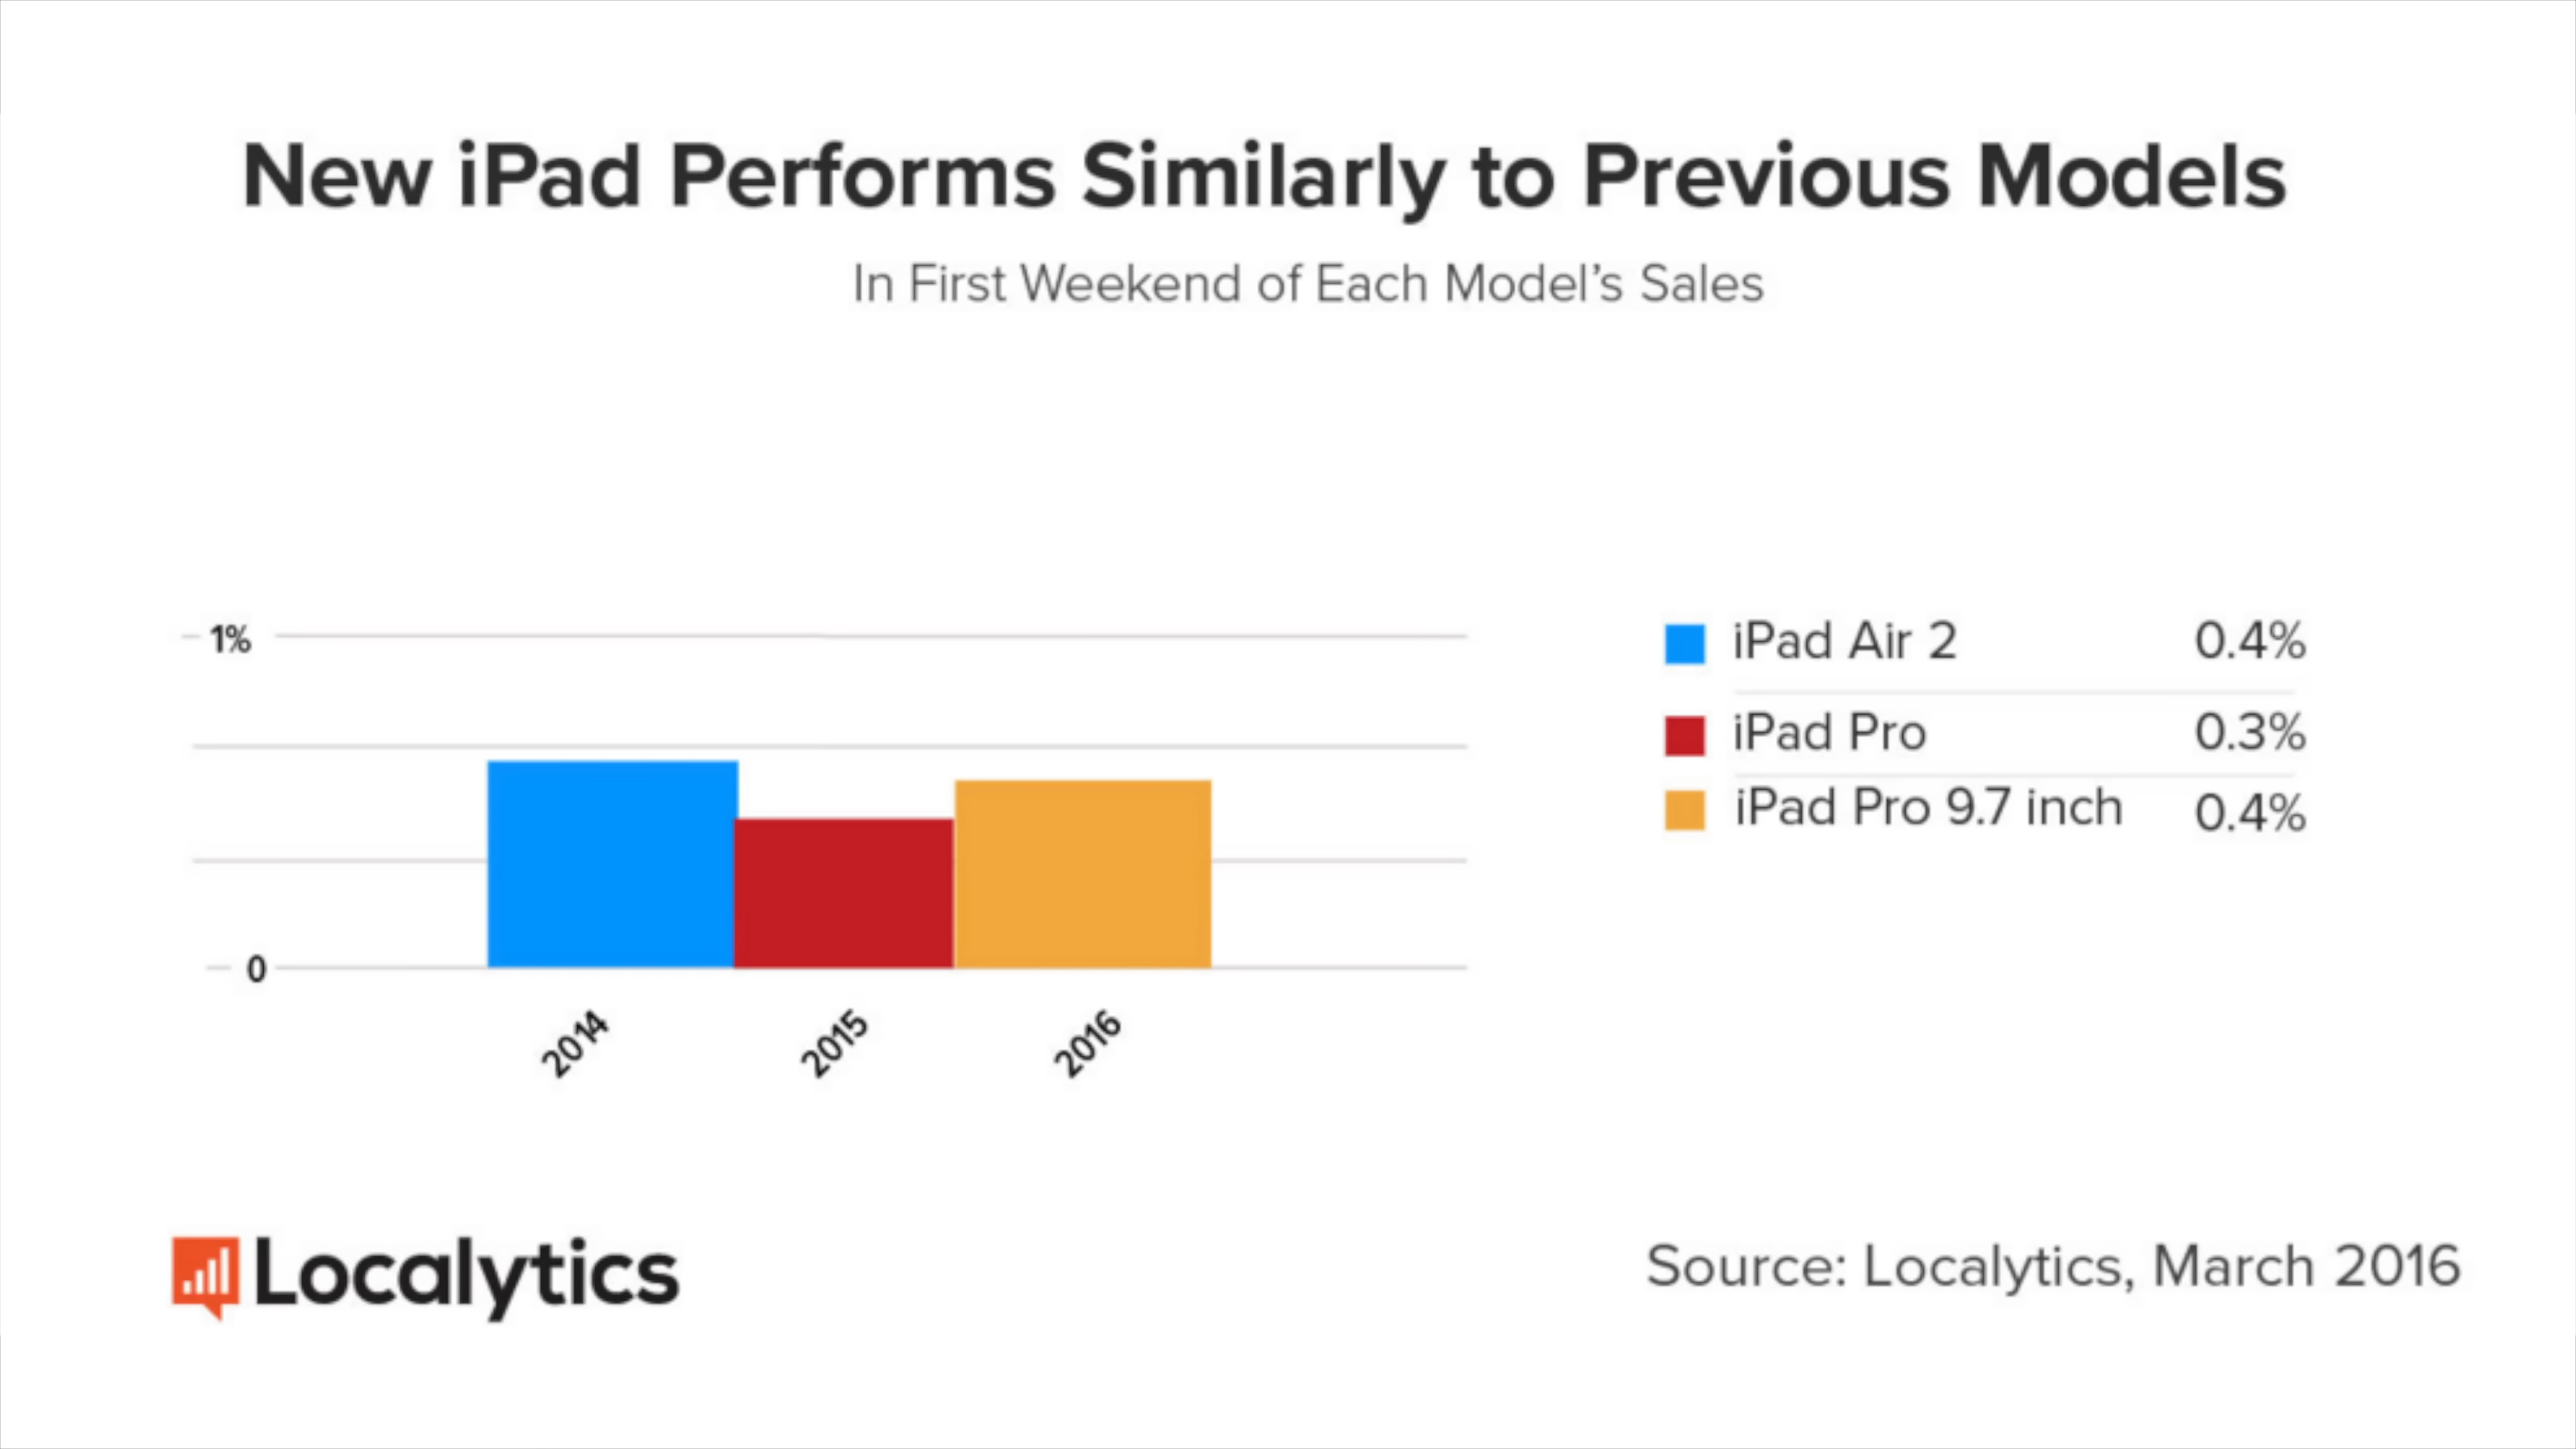 New iPad Performs Similarly to Previous Models
In First Weekend of Each Model’s Sales
1%
0
2014
2015
2016
iPad Air 2 0.4%
iPad Pro 0.3%
iPad Pro 9.7 inch 0.4%
Localytics
Source: Localytics, March 2016